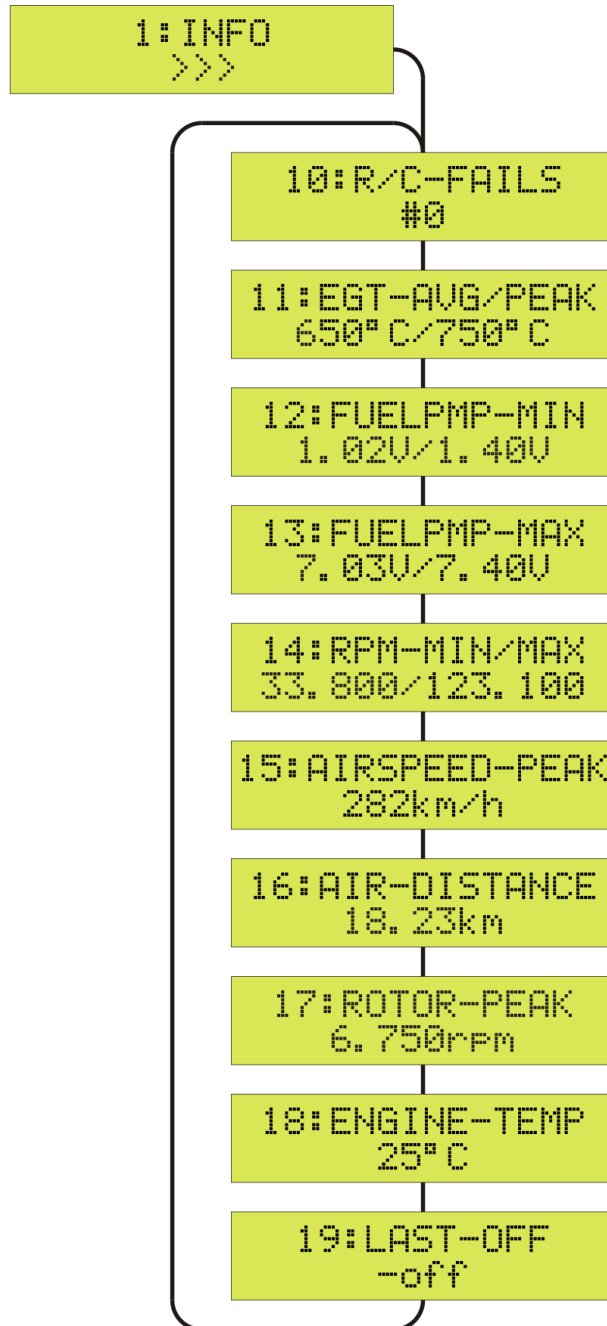 1:INFO
>>>
10:R/C-FAILS
#0
11:EGT-AVG/PEAK
650°C/750°C
12:FUELPMP-MIN
1.02V/1.40V
13:FUELPMP-MAX
7.03V/7.40V
14:RPM-MIN/MAX
33.800/123.100
15:AIRSPEED-PEAK
282km/h
16:AIR-DISTANCE
18.23km
17:ROTOR-PEAK
6.750rpm
18:ENGINE-TEMP
25°C
19:LAST-OFF
-off